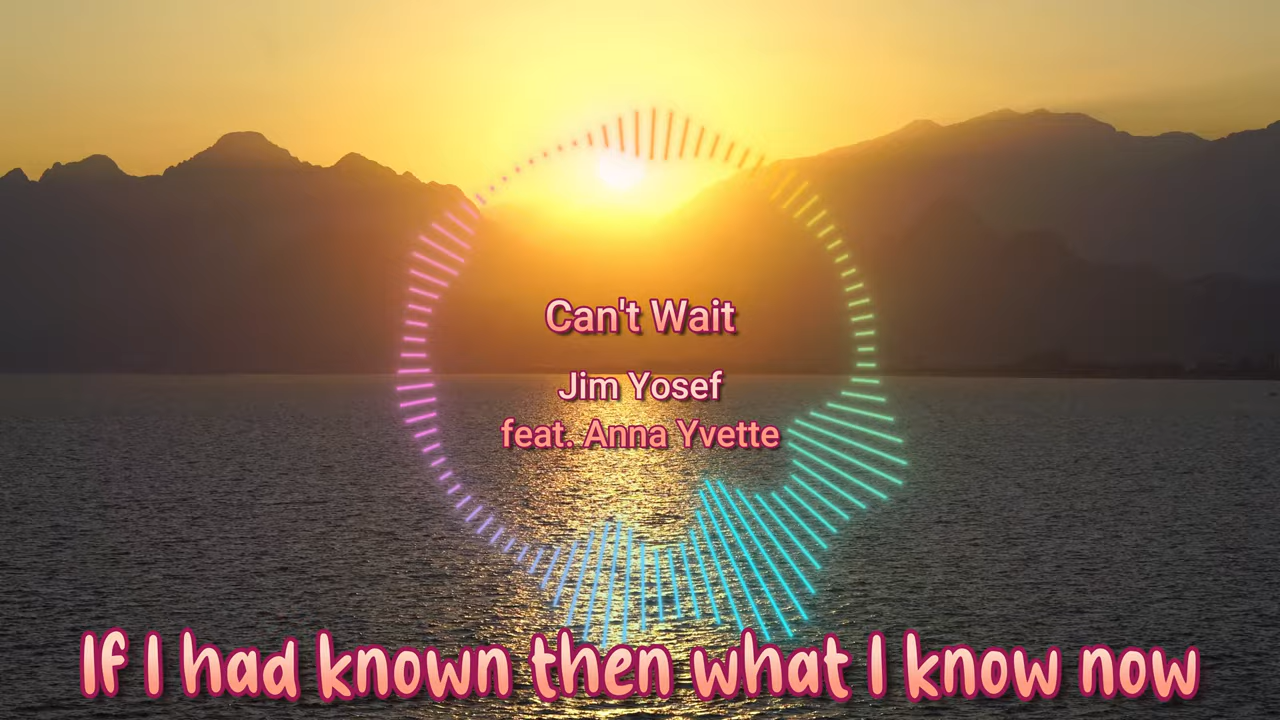 Can't Wait
Jim Yosef
feat. Anna Yvette
If I had known then what I know now